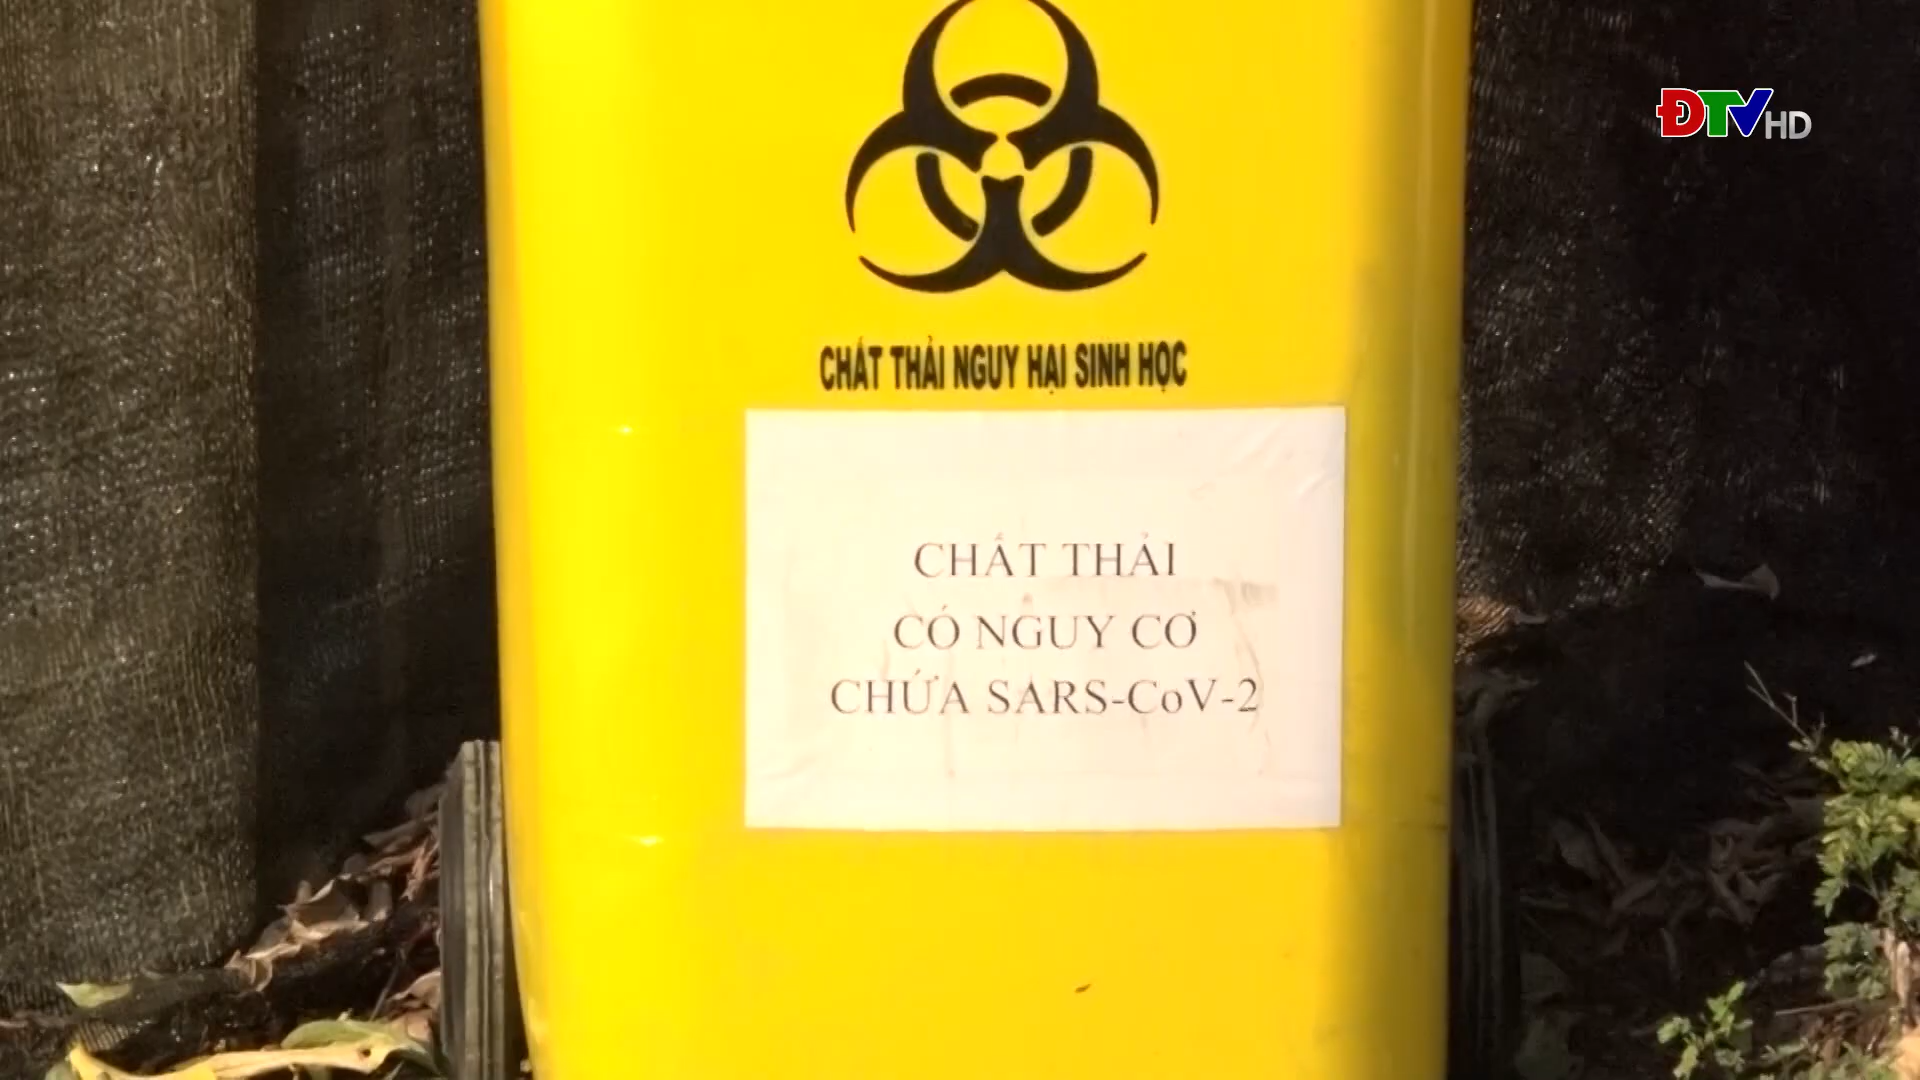 ĐTV HD
CHẤT THẢI NGUY HẠI SINH HỌC
CHẤT THẢI
CÓ NGUY CƠ
CHỨA SARS-CoV-2